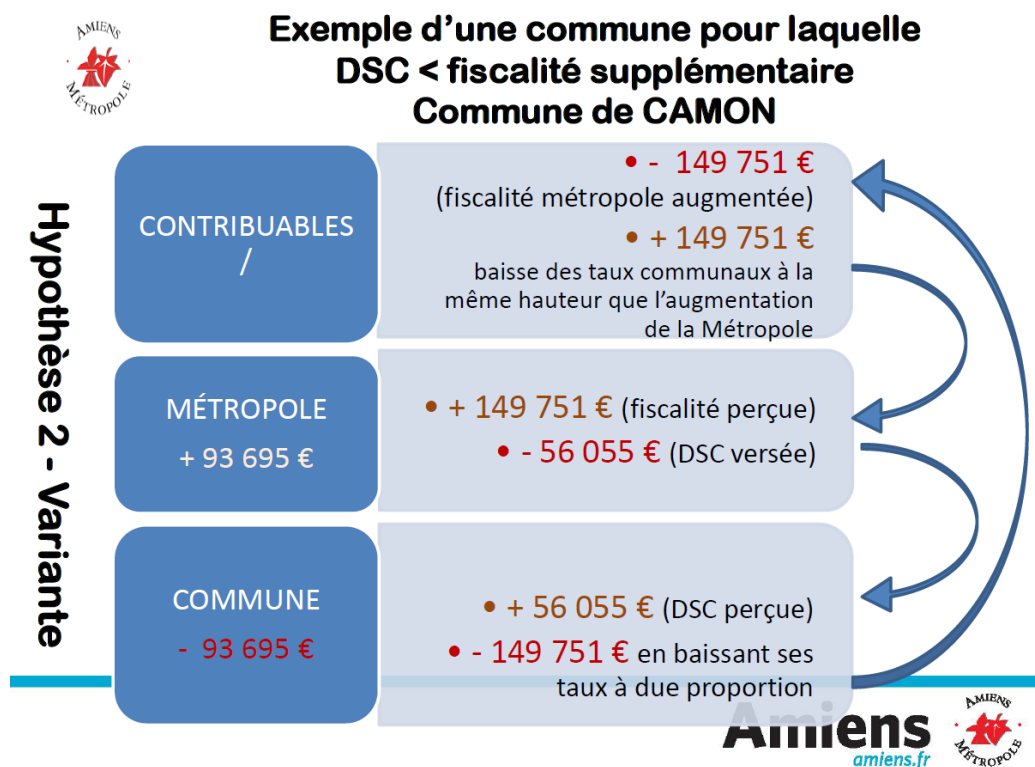 AMIENS
MÉTROPOLE
Exemple d'une commune pour laquelle
DSC < fiscalité supplémentaire
Commune de CAMON
Hypothèse 2 - Variante
CONTRIBUABLES
/
• - 149 751 €
(fiscalité métropole augmentée)
• + 149 751 €
baisse des taux communaux à la
même hauteur que l'augmentation
de la Métropole
MÉTROPOLE
+ 93 695 €
• + 149 751 € (fiscalité perçue)
• - 56 055 € (DSC versée)
COMMUNE
- 93 695 €
• + 56 055 € (DSC perçue)
• - 149 751 € en baissant ses
taux à due proportion
Amiens
amiens.fr
AMIENS
MÉTROPOLE